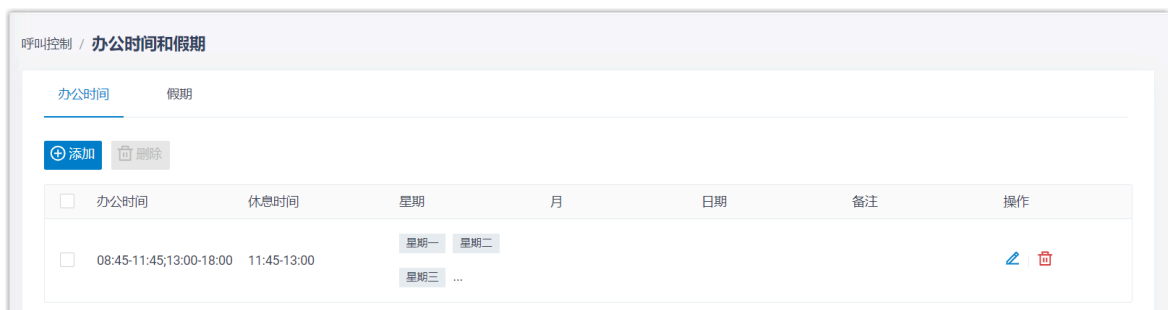 呼叫控制 / 办公时间和假期
办公时间 假期
添加 删除
办公时间 休息时间 星期 月 日期 备注 操作
星期一 星期二
08:45-11:45;13:00-18:00 11:45-13:00
星期三 ...